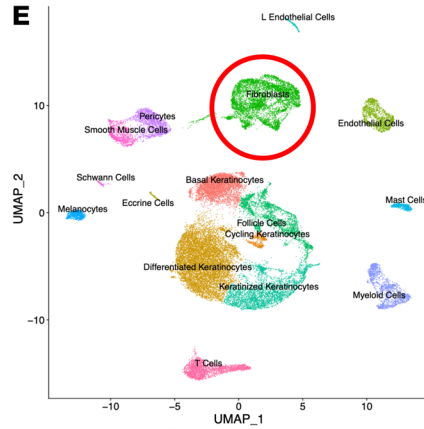 E
L Endothelial Cells
Fibroblasts
Pericytes
Smooth Muscle Cells
Endothelial Cells
Schwann Cells
Basal Keratinocytes
Eccrine Cells
Mast Cells
Melanocytes
Follicle Cells
Cycling Keratinocytes
Differentiated Keratinocytes
Keratinized Keratinocytes
Myeloid Cells
T Cells
UMAP_2
10
0
−10
−10
−5
0
5
10
UMAP_1